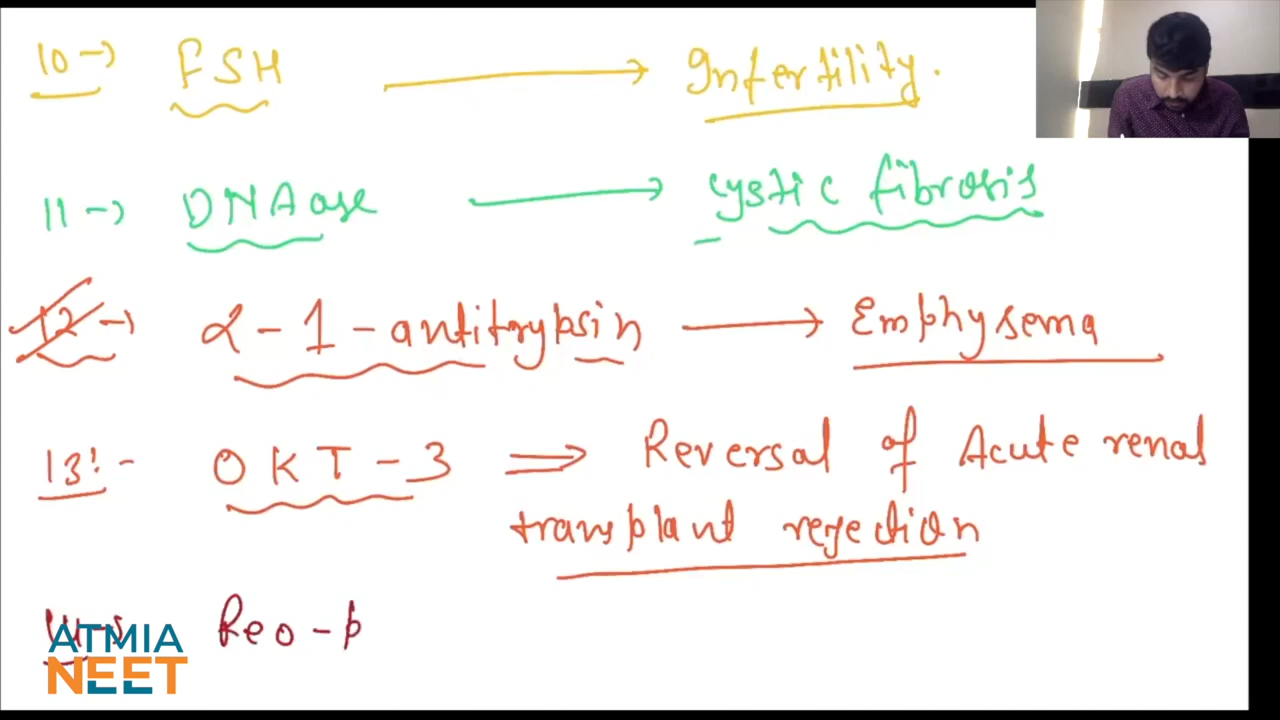 10 → FSH → Infertility.
11 → DNAase → cystic fibrosis
12 → α-1-antitrypsin → Emphysema
13:- OKT-3 ⇒ Reversal of Acute renal
transplant rejection
Reo-p
ATMIA
NEET